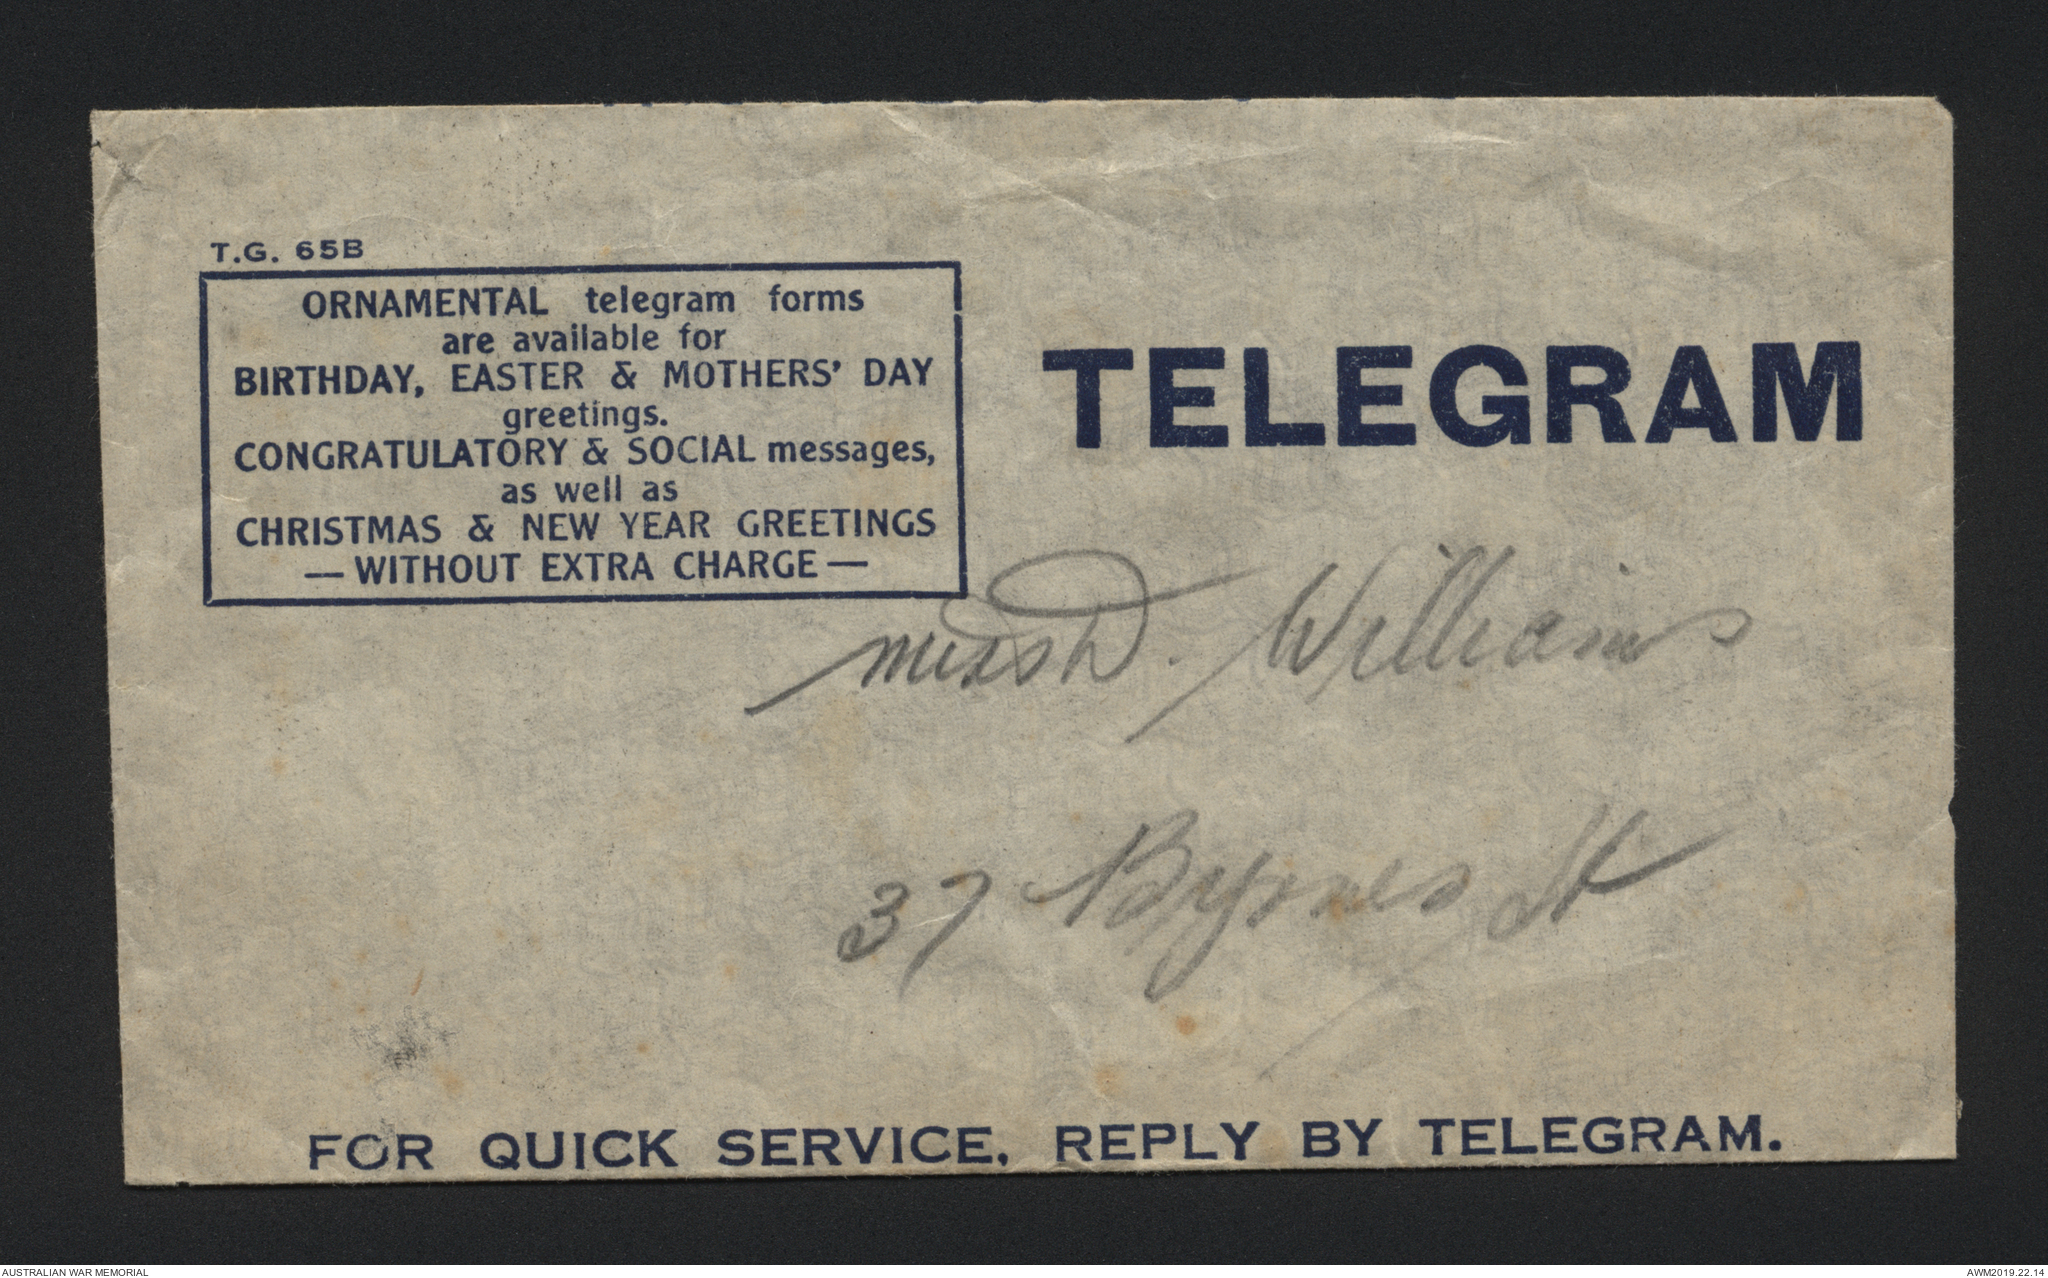 T.G. 65B
ORNAMENTAL telegram forms
are available for
BIRTHDAY, EASTER & MOTHERS' DAY
greetings.
CONGRATULATORY & SOCIAL messages,
as well as
CHRISTMAS & NEW YEAR GREETINGS
— WITHOUT EXTRA CHARGE —
TELEGRAM
Miss D. Williams
37 Byrnes St
FOR QUICK SERVICE, REPLY BY TELEGRAM.
AUSTRALIAN WAR MEMORIAL
AWM2019.22.14